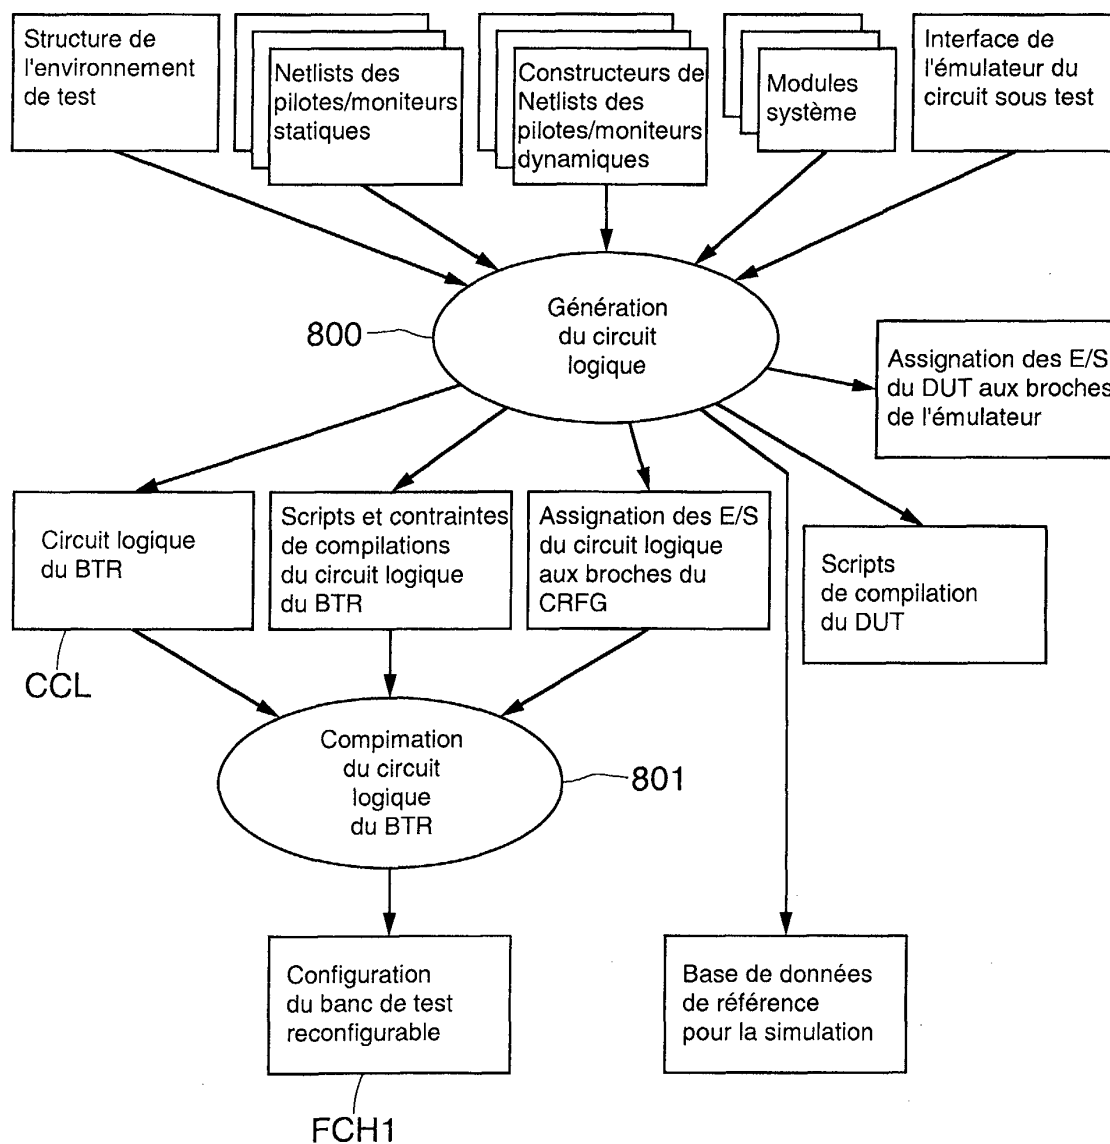 Structure de
l'environnement
de test
Netlists des
pilotes/moniteurs
statiques
Constructeurs de
Netlists des
pilotes/moniteurs
dynamiques
Modules
système
Interface de
l'émulateur du
circuit sous test
Génération
du circuit
logique
800
Assignation des E/S
du DUT aux broches
de l'émulateur
Circuit logique
du BTR
Scripts et contraintes
de compilations
du circuit logique
du BTR
Assignation des E/S
du circuit logique
aux broches du
CRFG
Scripts
de compilation
du DUT
CCL
Compimation
du circuit
logique
du BTR
801
Configuration
du banc de test
reconfigurable
Base de données
de référence
pour la simulation
FCH1